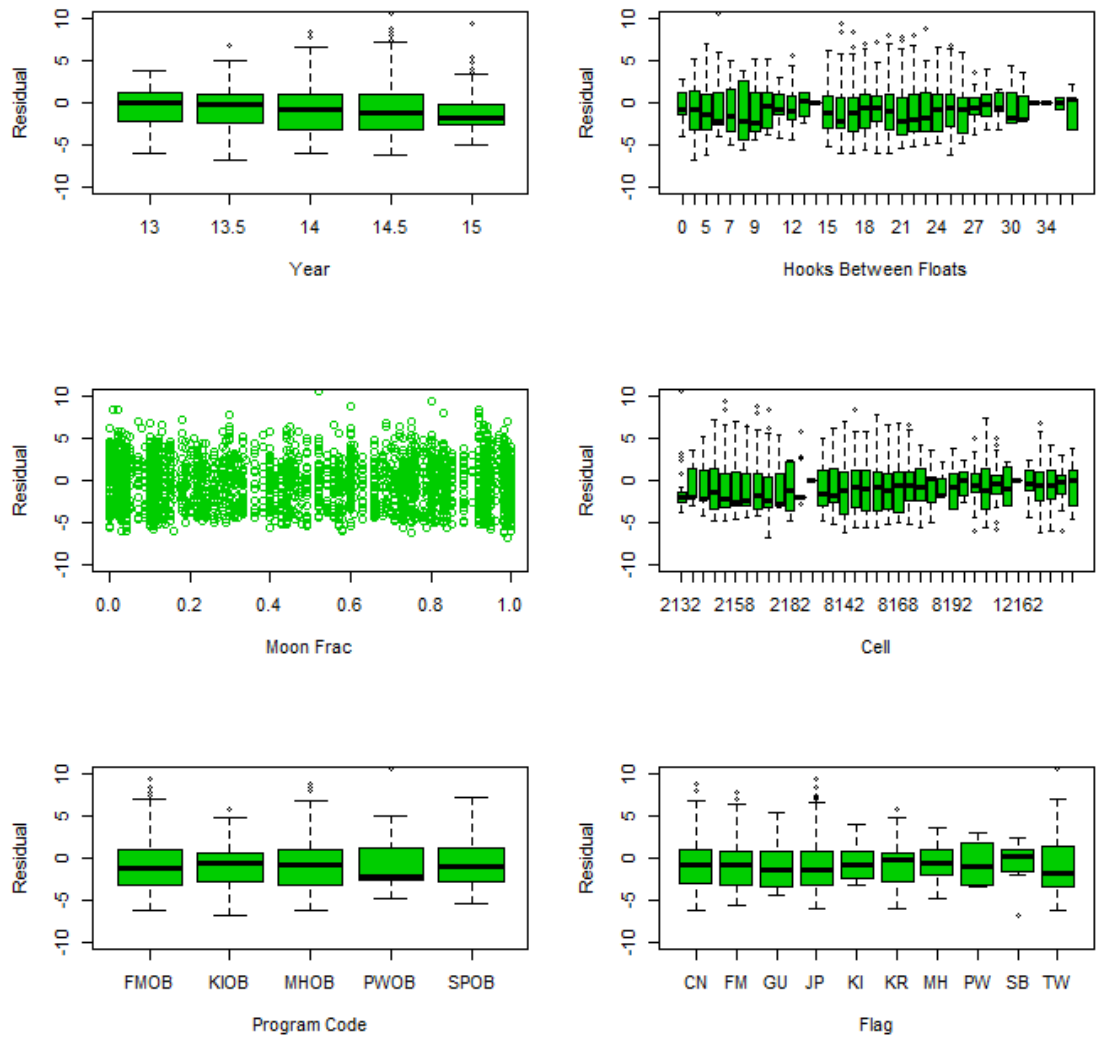 10
5
0
-5
-10
Residual
13 13.5 14 14.5 15
Year
10
5
0
-5
-10
Residual
0 5 7 9 12 15 18 21 24 27 30 34
Hooks Between Floats
10
5
0
-5
-10
Residual
0.0 0.2 0.4 0.6 0.8 1.0
Moon Frac
10
5
0
-5
-10
Residual
2132 2158 2182 8142 8168 8192 12162
Cell
10
5
0
-5
-10
Residual
FMOB KIOB MHOB PWOB SPOB
Program Code
10
5
0
-5
-10
Residual
CN FM GU JP KI KR MH PW SB TW
Flag